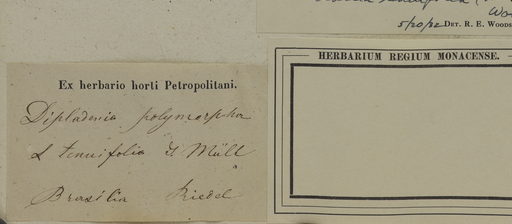 5/20/32 DET. R. E. WOODS
HERBARIUM REGIUM MONACENSE.
Ex herbario horti Petropolitani.
Dipladenia polymorpha
tenuifolia Müll
Brasilia Riedel